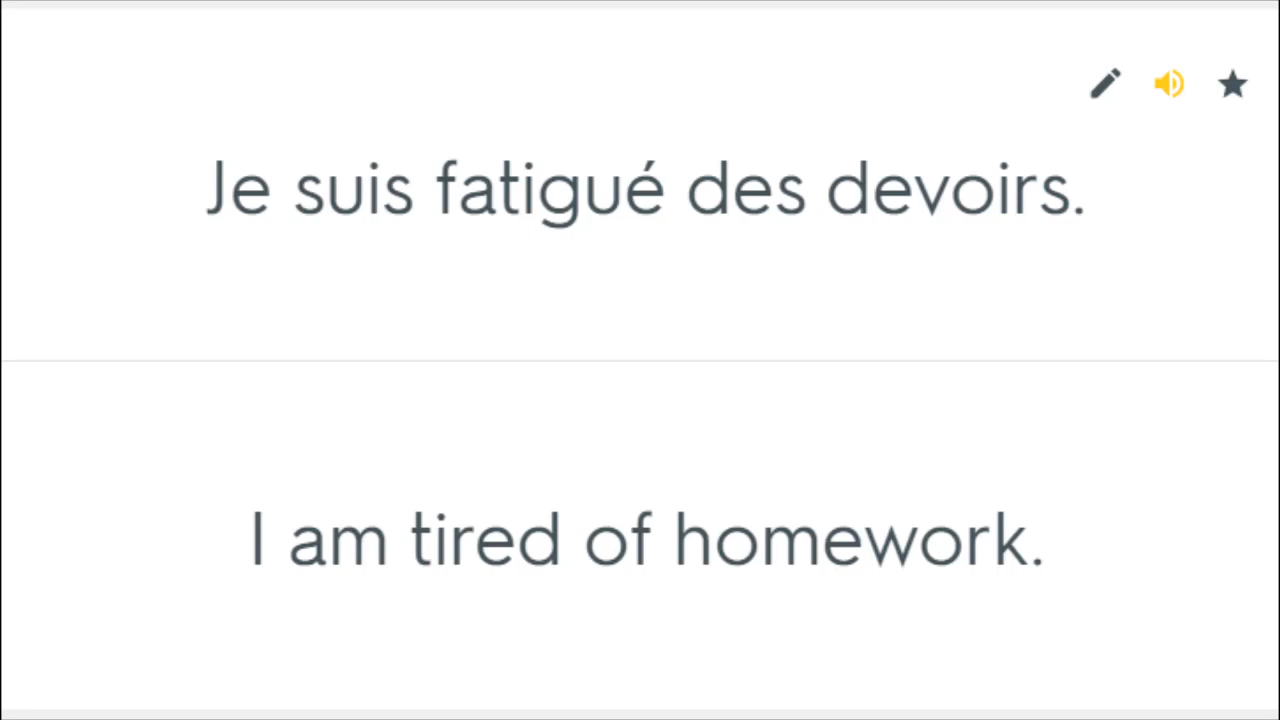 Je suis fatigué des devoirs.
I am tired of homework.